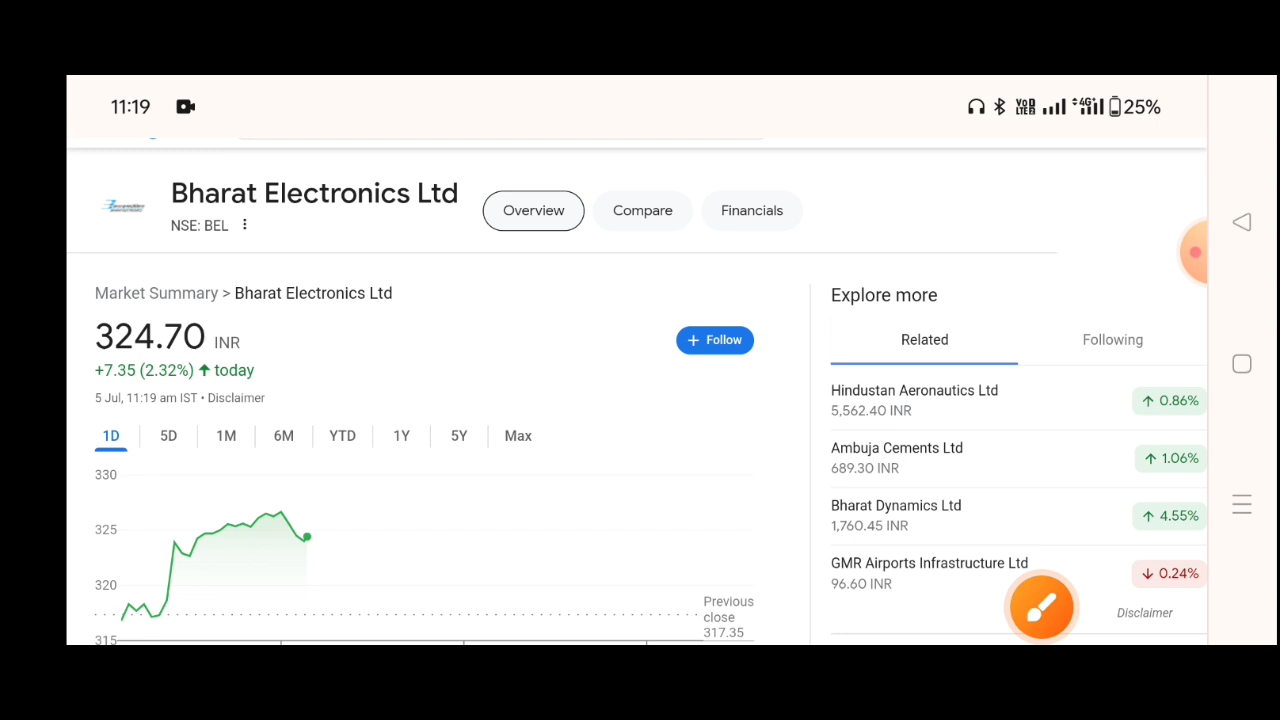 11:19
VoD LTE2 4G+ 25%
Bharat Electronics Ltd
NSE: BEL
Overview
Compare
Financials
Market Summary > Bharat Electronics Ltd
324.70 INR
+ Follow
+7.35 (2.32%) ↑ today
5 Jul, 11:19 am IST • Disclaimer
1D 5D 1M 6M YTD 1Y 5Y Max
330
325
320
315
Previous
close
317.35
Explore more
Related
Following
Hindustan Aeronautics Ltd
5,562.40 INR
↑ 0.86%
Ambuja Cements Ltd
689.30 INR
↑ 1.06%
Bharat Dynamics Ltd
1,760.45 INR
↑ 4.55%
GMR Airports Infrastructure Ltd
96.60 INR
↓ 0.24%
Disclaimer